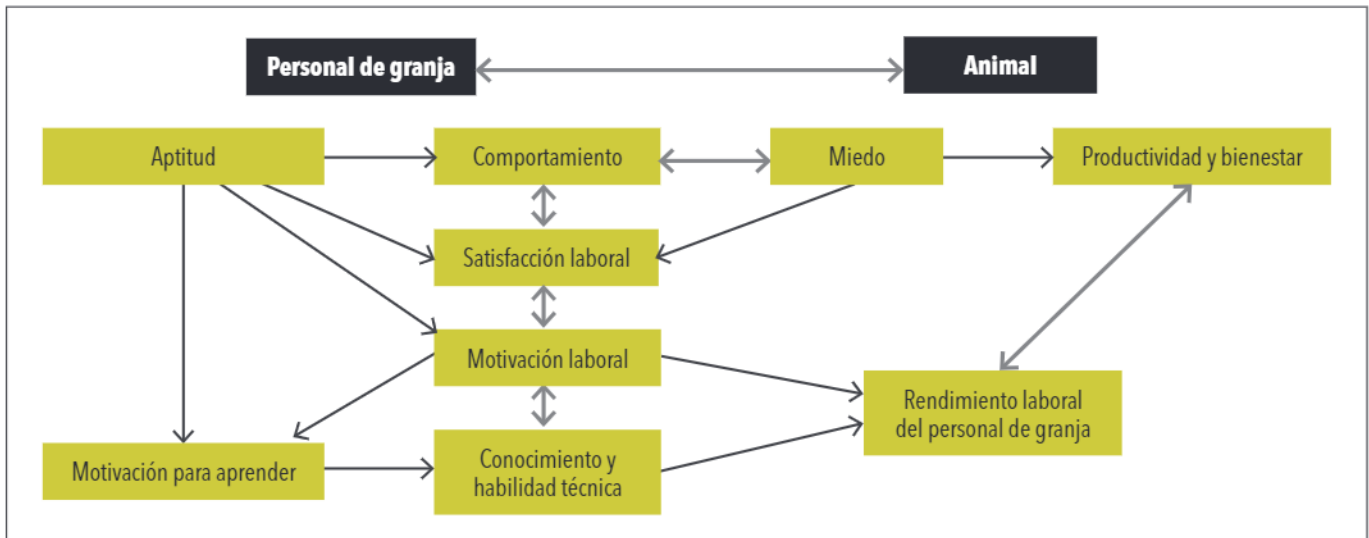 Personal de granja
Animal
Aptitud
Comportamiento
Miedo
Productividad y bienestar
Satisfacción laboral
Motivación laboral
Rendimiento laboral
del personal de granja
Motivación para aprender
Conocimiento y
habilidad técnica